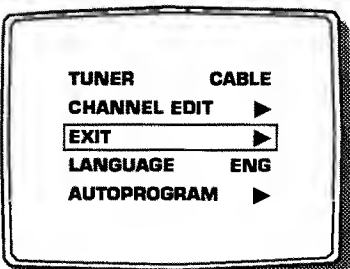 TUNER CABLE
CHANNEL EDIT ▶
EXIT ▶
LANGUAGE ENG
AUTOPROGRAM ▶